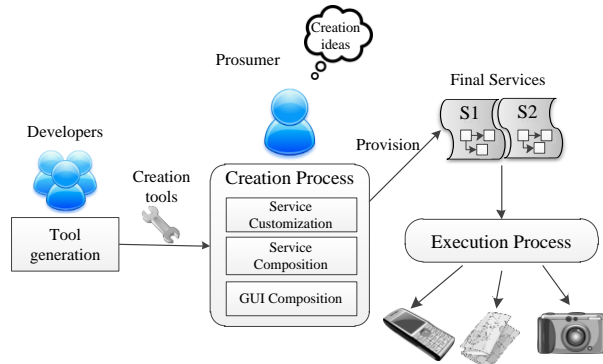 Creation
ideas
Prosumer
Final Services
S1
S2
Developers
Provision
Creation
tools
Creation Process
Service
Customization
Tool
generation
Service
Composition
Execution Process
GUI Composition